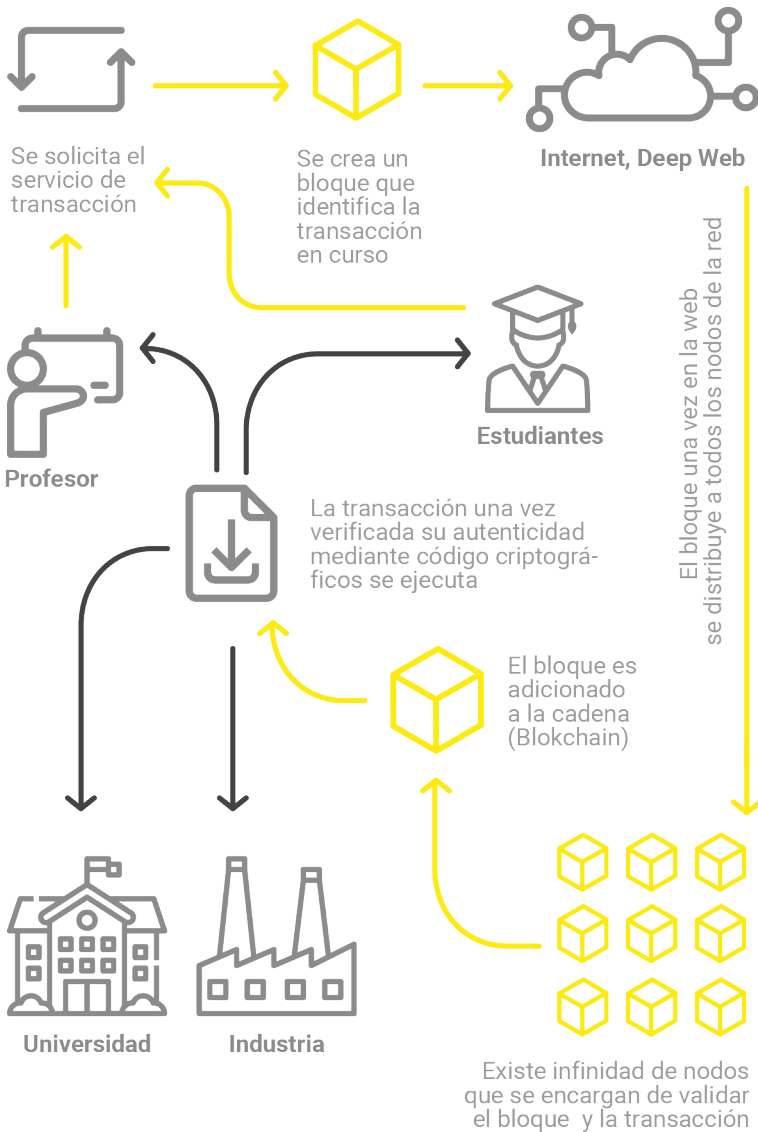 Se solicita el
servicio de
transacción
Se crea un
bloque que
identifica la
transacción
en curso
Internet, Deep Web
El bloque una vez en la web
se distribuye a todos los nodos de la red
Estudiantes
Profesor
La transacción una vez
verificada su autenticidad
mediante código criptográ-
ficos se ejecuta
El bloque es
adicionado
a la cadena
(Blokchain)
Universidad
Industria
Existe infinidad de nodos
que se encargan de validar
el bloque y la transacción